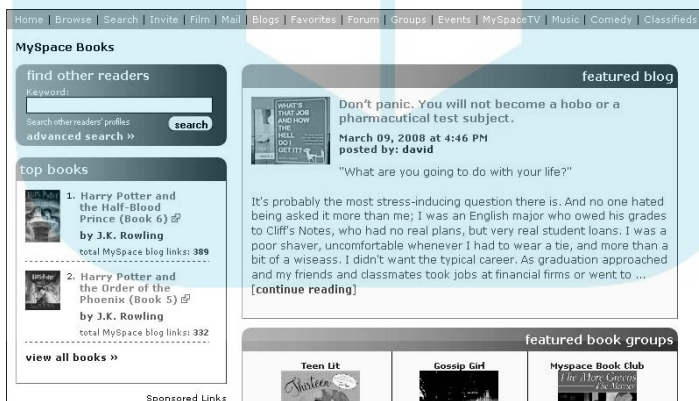 Home | Browse | Search | Invite | Film | Mail | Blogs | Favorites | Forum | Groups | Events | MySpaceTV | Music | Comedy | Classifieds
MySpace Books
find other readers
Keyword:
Search other readers' profiles
search
advanced search »
top books
1. Harry Potter and
the Half-Blood
Prince (Book 6)
by J.K. Rowling
total MySpace blog links: 389
2. Harry Potter and
the Order of the
Phoenix (Book 5)
by J.K. Rowling
total MySpace blog links: 332
view all books »
Sponsored Links
featured blog
WHAT'S
THAT JOB
AND HOW
THE
HELL
DO I
GET IT?
Don't panic. You will not become a hobo or a
pharmacutical test subject.
March 09, 2008 at 4:46 PM
posted by: david
"What are you going to do with your life?"
It's probably the most stress-inducing question there is. And no one hated
being asked it more than me; I was an English major who owed his grades
to Cliff's Notes, who had no real plans, but very real student loans. I was a
poor shaver, uncomfortable whenever I had to wear a tie, and more than a
bit of a wiseass. I didn't want the typical career. As graduation approached
and my friends and classmates took jobs at financial firms or went to ...
[continue reading]
featured book groups
Teen Lit
Thirteen
Gossip Girl
Myspace Book Club
The More Greens